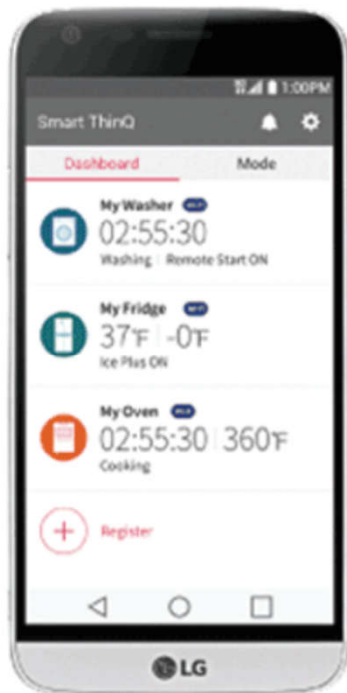 1:00PM
Smart ThinQ
Dashboard Mode
My Washer
02:55:30
Washing | Remote Start ON
My Fridge
37°F | -0°F
Ice Plus ON
My Oven
02:55:30 | 360°F
Cooking
+ Register
LG